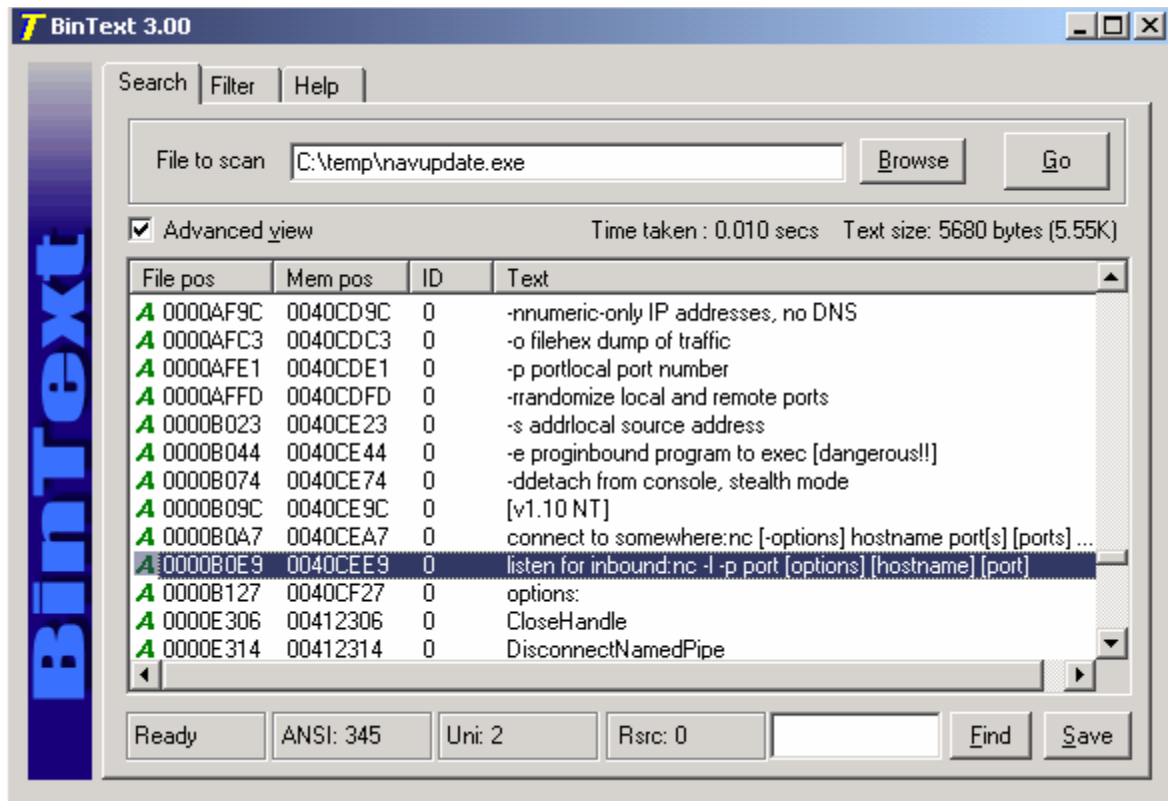 BinText 3.00
Search Filter Help
File to scan C:\temp\navupdate.exe Browse Go
Advanced view Time taken : 0.010 secs Text size: 5680 bytes (5.55K)
File pos Mem pos ID Text
A 0000AF9C 0040CD9C 0 -nnumeric-only IP addresses, no DNS
A 0000AFC3 0040CDC3 0 -o filehex dump of traffic
A 0000AFE1 0040CDE1 0 -p portlocal port number
A 0000AFFD 0040CDFD 0 -rrandomize local and remote ports
A 0000B023 0040CE23 0 -s addrlocal source address
A 0000B044 0040CE44 0 -e proginbound program to exec [dangerous!!]
A 0000B074 0040CE74 0 -ddetach from console, stealth mode
A 0000B09C 0040CE9C 0 [v1.10 NT]
A 0000B0A7 0040CEA7 0 connect to somewhere:nc [-options] hostname port[s] [ports] ...
A 0000B0E9 0040CEE9 0 listen for inbound:nc -l -p port [options] [hostname] [port]
A 0000B127 0040CF27 0 options:
A 0000E306 00412306 0 CloseHandle
A 0000E314 00412314 0 DisconnectNamedPipe
Ready ANSI: 345 Uni: 2 Rsrc: 0 Find Save
BinText